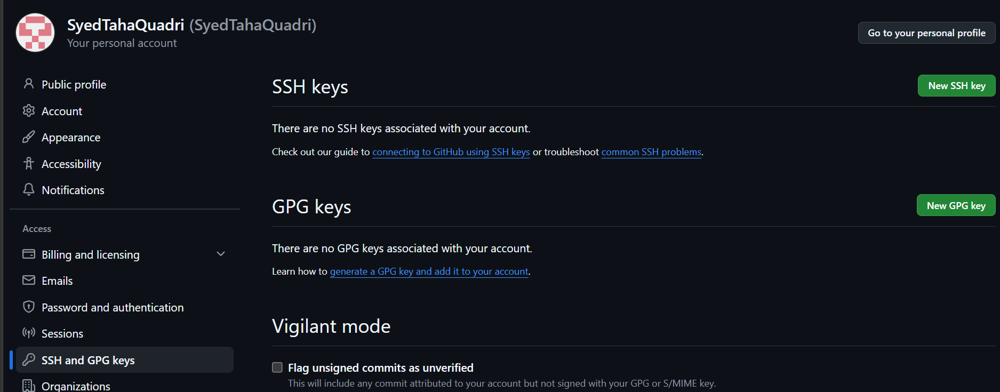 SyedTahaQuadri (SyedTahaQuadri)
Your personal account
Go to your personal profile
Public profile
Account
Appearance
Accessibility
Notifications
Access
Billing and licensing
Emails
Password and authentication
Sessions
SSH and GPG keys
Organizations
SSH keys
New SSH key
There are no SSH keys associated with your account.
Check out our guide to connecting to GitHub using SSH keys or troubleshoot common SSH problems.
GPG keys
New GPG key
There are no GPG keys associated with your account.
Learn how to generate a GPG key and add it to your account.
Vigilant mode
Flag unsigned commits as unverified
This will include any commit attributed to your account but not signed with your GPG or S/MIME key.